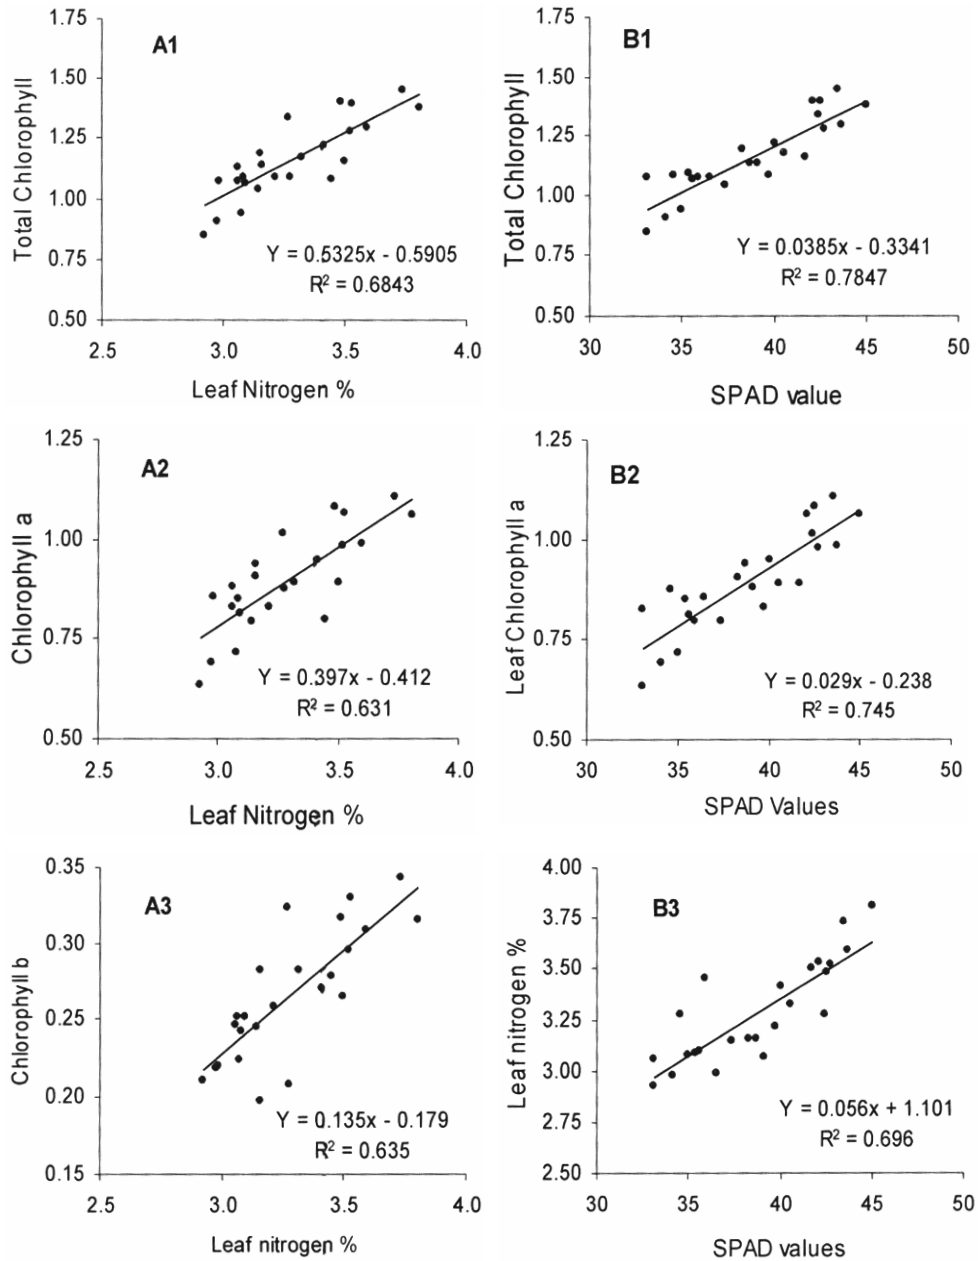 A1
Total Chlorophyll
1.75
1.50
1.25
1.00
0.75
0.50
Y = 0.5325x - 0.5905
R² = 0.6843
2.5 3.0 3.5 4.0
Leaf Nitrogen %
B1
Total Chlorophyll
1.75
1.50
1.25
1.00
0.75
0.50
Y = 0.0385x - 0.3341
R² = 0.7847
30 35 40 45 50
SPAD value
A2
Chlorophyll a
1.25
1.00
0.75
0.50
Y = 0.397x - 0.412
R² = 0.631
2.5 3.0 3.5 4.0
Leaf Nitrogen %
B2
Leaf Chlorophyll a
1.25
1.00
0.75
0.50
Y = 0.029x - 0.238
R² = 0.745
30 35 40 45 50
SPAD Values
A3
Chlorophyll b
0.35
0.30
0.25
0.20
0.15
Y = 0.135x - 0.179
R² = 0.635
2.5 3.0 3.5 4.0
Leaf nitrogen %
B3
Leaf nitrogen %
4.00
3.75
3.50
3.25
3.00
2.75
2.50
Y = 0.056x + 1.101
R² = 0.696
30 35 40 45 50
SPAD values